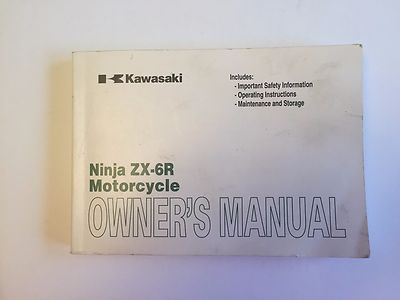 Kawasaki
Includes:
- Important Safety Information
- Operating Instructions
- Maintenance and Storage
Ninja ZX-6R
Motorcycle
OWNER'S MANUAL